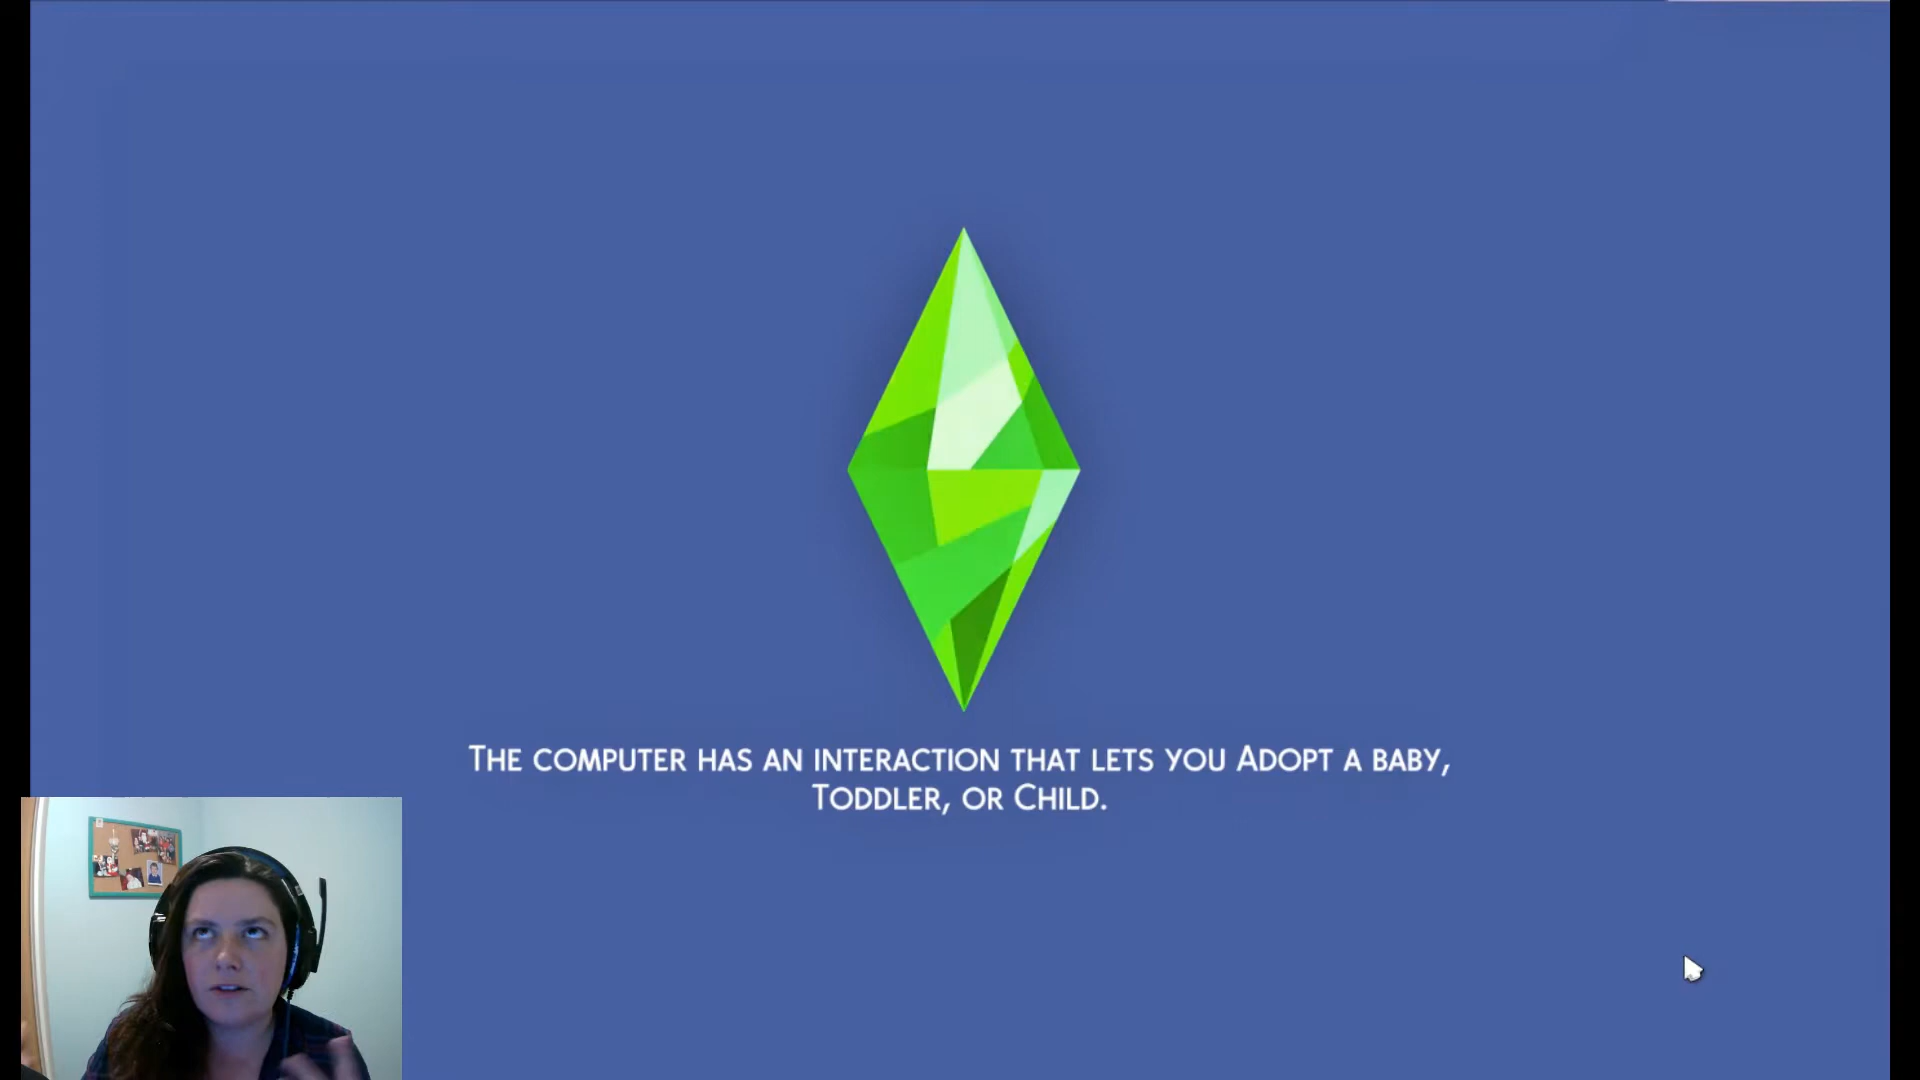 The computer has an interaction that lets you Adopt a baby,
Toddler, or Child.